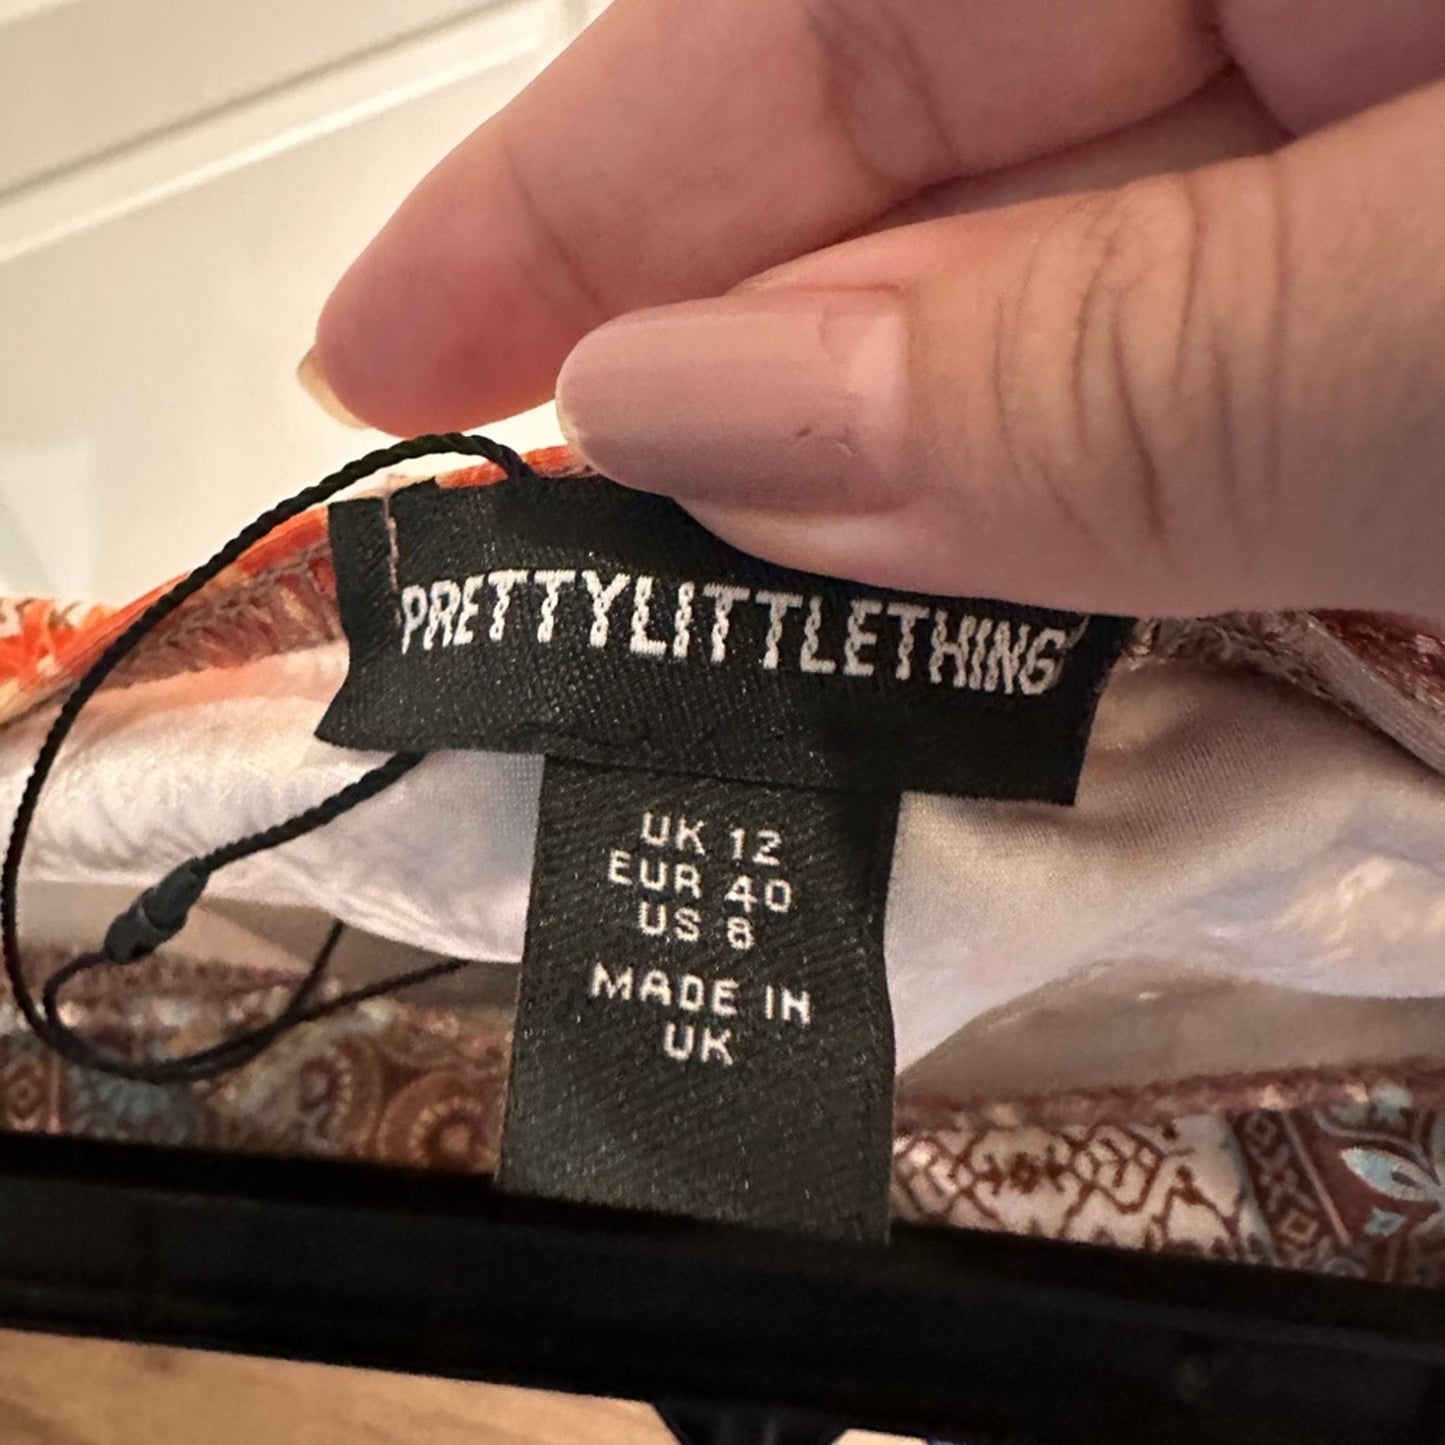 PRETTYLITTLETHING
UK 12
EUR 40
US 8
MADE IN
UK